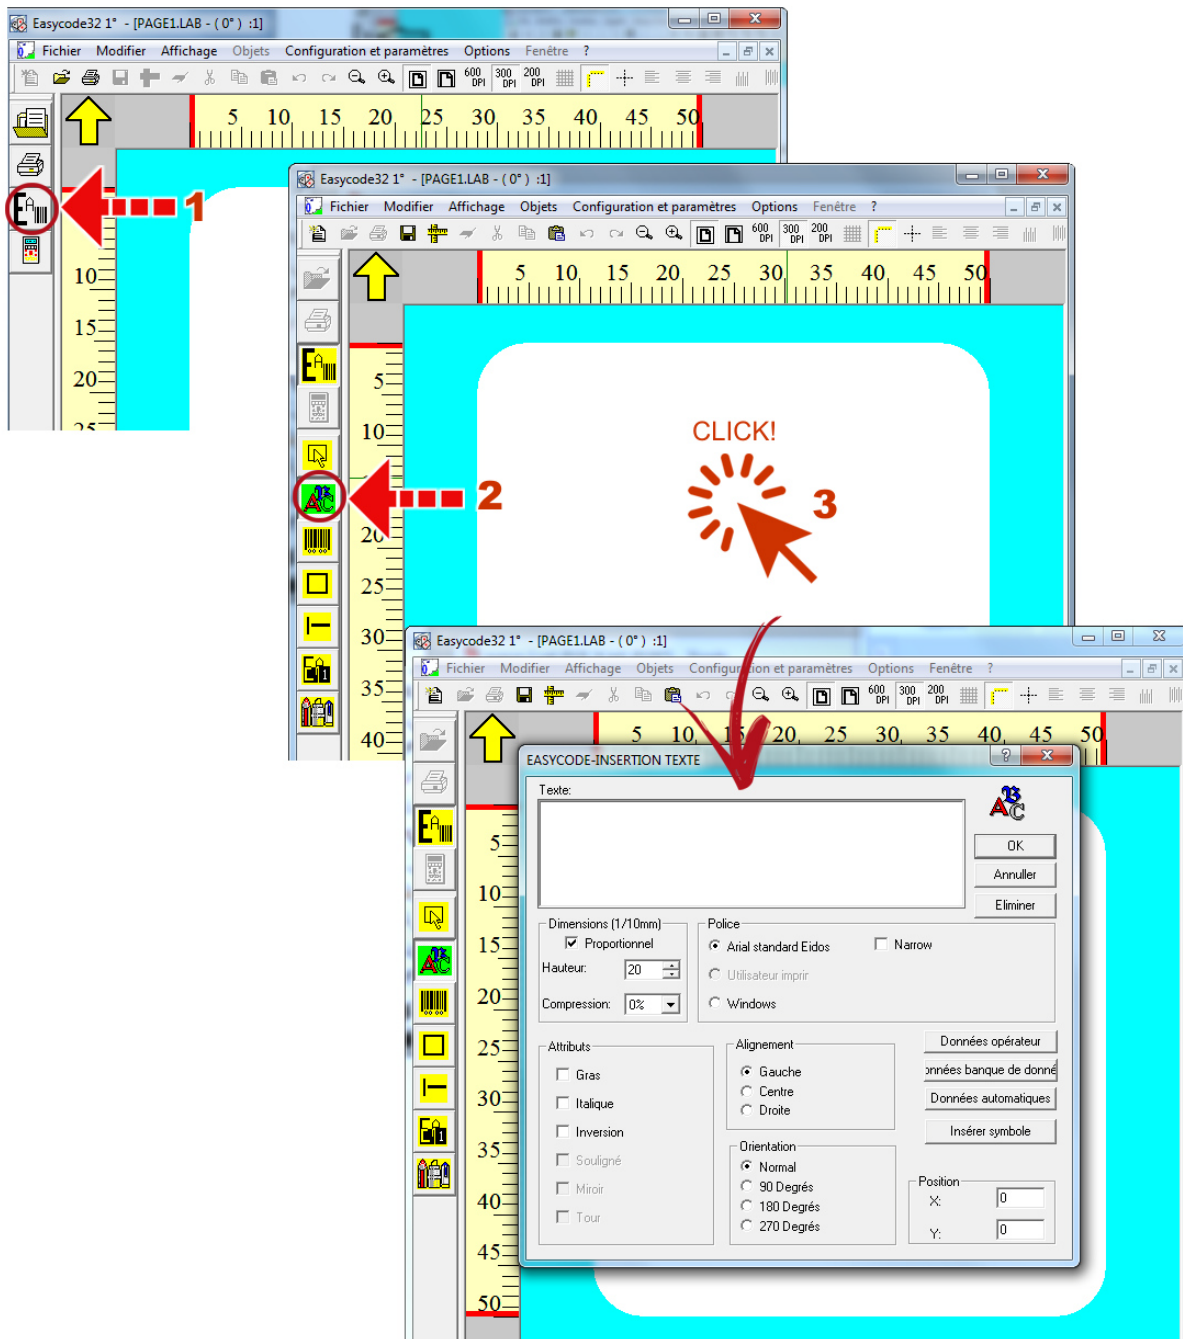 Easycode32 1° - [PAGE1.LAB - ( 0° ) :1]
Fichier Modifier Affichage Objets Configuration et paramètres Options Fenêtre ?
600 DPI 300 DPI 200 DPI
5 10 15 20 25 30 35 40 45 50
1
10
15
20
25
Easycode32 1° - [PAGE1.LAB - ( 0° ) :1]
Fichier Modifier Affichage Objets Configuration et paramètres Options Fenêtre ?
600 DPI 300 DPI 200 DPI
5 10 15 20 25 30 35 40 45 50
5
10
CLICK!
2
3
20
25
30
35
40
Easycode32 1° - [PAGE1.LAB - ( 0° ) :1]
Fichier Modifier Affichage Objets Configuration et paramètres Options Fenêtre ?
600 DPI 300 DPI 200 DPI
5 10 15 20 25 30 35 40 45 50
EASYCODE-INSERTION TEXTE
Texte:
ABC
OK
Annuller
Eliminer
Dimensions (1/10mm)
Proportionnel
Hauteur: 20
Compression: 0%
Police
Arial standard Eidos
Narrow
Utilisateur imprir
Windows
Attributs
Gras
Italique
Inversion
Souligné
Miroir
Tour
Alignement
Gauche
Centre
Droite
Orientation
Normal
90 Degrés
180 Degrés
270 Degrés
Données opérateur
onnées banque de donné
Données automatiques
Insérer symbole
Position
X: 0
Y: 0
5
10
15
20
25
30
35
40
45
50